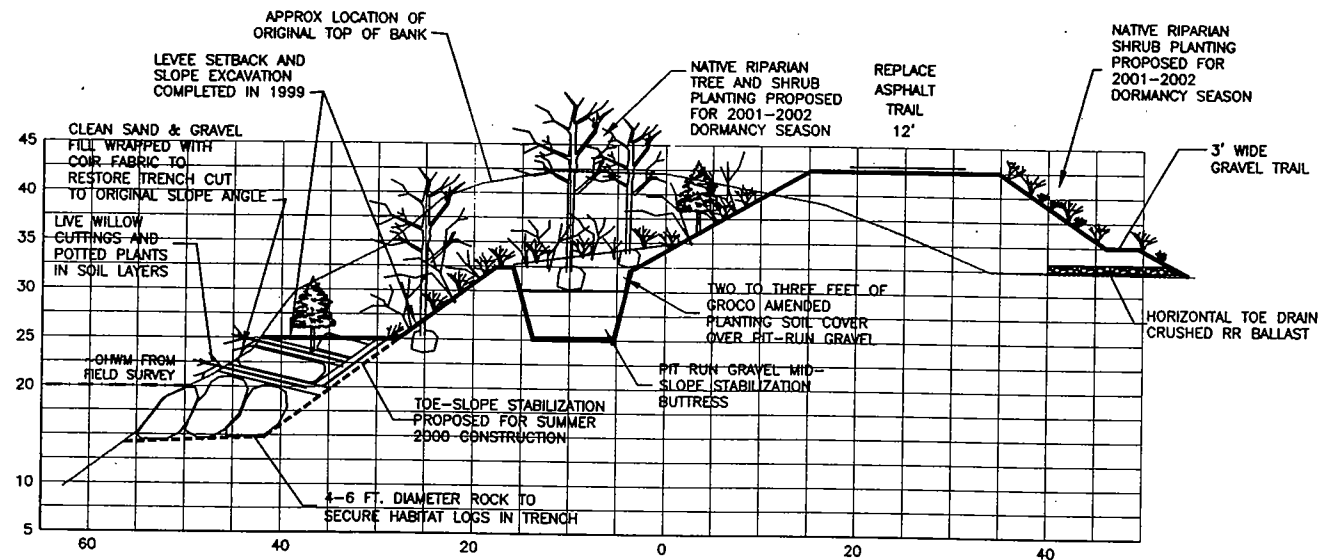 APPROX LOCATION OF
ORIGINAL TOP OF BANK
LEVEE SETBACK AND
SLOPE EXCAVATION
COMPLETED IN 1999
NATIVE RIPARIAN
TREE AND SHRUB
PLANTING PROPOSED
FOR 2001-2002
DORMANCY SEASON
REPLACE
ASPHALT
TRAIL
12'
NATIVE RIPARIAN
SHRUB PLANTING
PROPOSED FOR
2001-2002
DORMANCY SEASON
3' WIDE
GRAVEL TRAIL
CLEAN SAND & GRAVEL
FILL WRAPPED WITH
COIR FABRIC TO
RESTORE TRENCH CUT
TO ORIGINAL SLOPE ANGLE
LIVE WILLOW
CUTTINGS AND
POTTED PLANTS
IN SOIL LAYERS
OHWM FROM
FIELD SURVEY
TWO TO THREE FEET OF
GROCO AMENDED
PLANTING SOIL COVER
OVER PIT-RUN GRAVEL
HORIZONTAL TOE DRAIN
CRUSHED RR BALLAST
PIT RUN GRAVEL MID-
SLOPE STABILIZATION
BUTTRESS
TOE-SLOPE STABILIZATION
PROPOSED FOR SUMMER
2000 CONSTRUCTION
4-6 FT. DIAMETER ROCK TO
SECURE HABITAT LOGS IN TRENCH
45
40
35
30
25
20
10
5
60
40
20
0
20
40